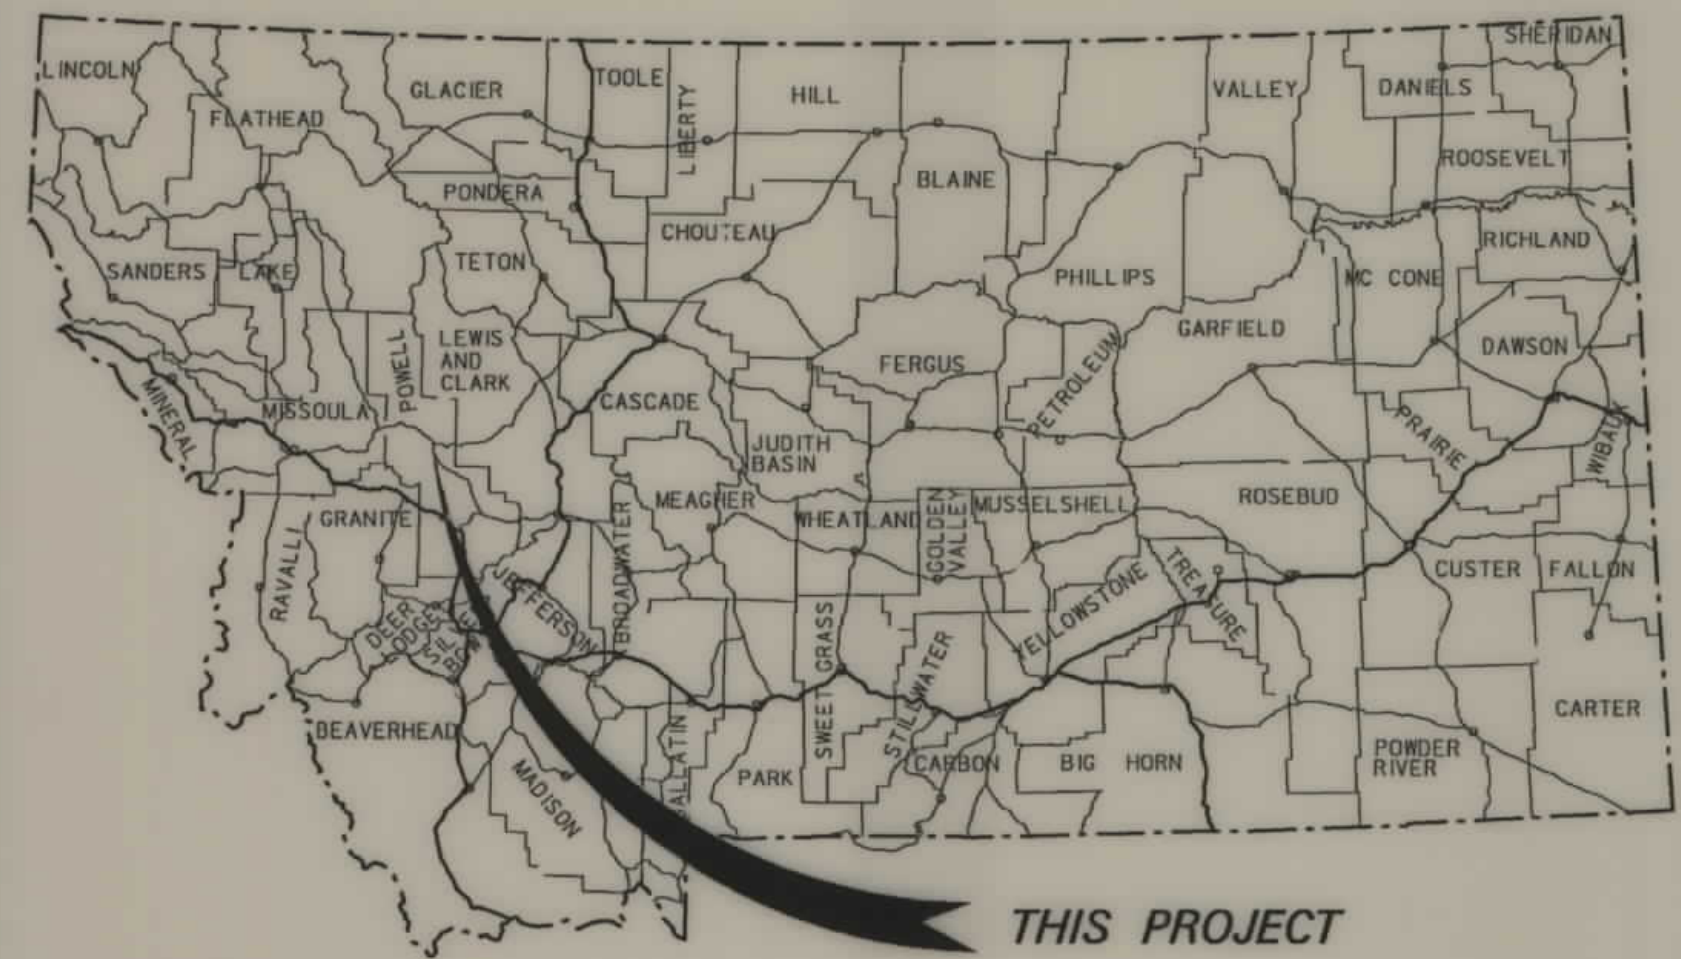 SHERIDAN
LINCOLN
TOOLE
GLACIER
HILL
VALLEY
DANIELS
FLATHEAD
LIBERTY
ROOSEVELT
PONDERA
BLAINE
CHOUTEAU
RICHLAND
SANDERS
LAKE
TETON
PHILLIPS
MC CONE
GARFIELD
LEWIS
AND
CLARK
POWELL
FERGUS
PETROLEUM
DAWSON
MINERAL
MISSOULA
CASCADE
JUDITH
BASIN
PRAIRIE
WIBAUX
MEAGHER
GOLDEN
VALLEY
MUSSELSHELL
ROSEBUD
GRANITE
WHEATLAND
RAVALLI
JEFFERSON
BROADWATER
YELLOWSTONE
TREASURE
CUSTER
FALLON
DEER
LODGE
SWEET GRASS
STILLWATER
BEAVERHEAD
CARTER
MADISON
GALLATIN
PARK
CARBON
BIG HORN
POWDER
RIVER
THIS PROJECT